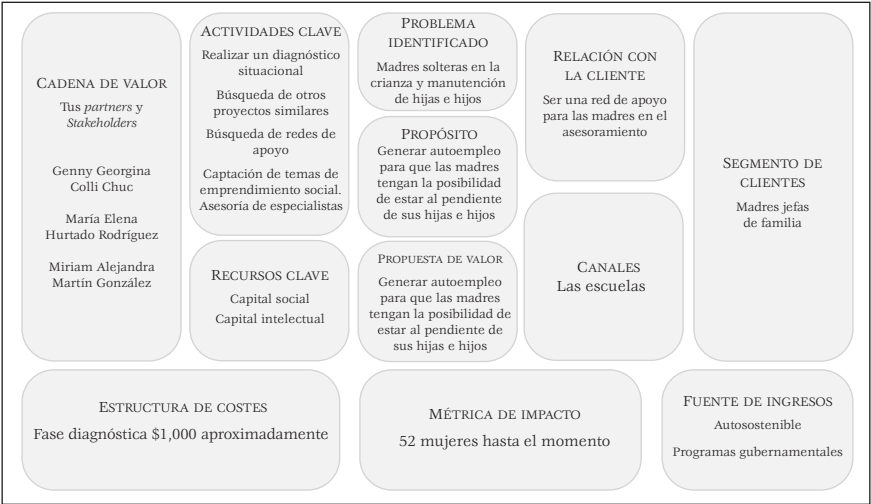 CADENA DE VALOR
Tus partners y
Stakeholders
Genny Georgina
Colli Chuc
María Elena
Hurtado Rodríguez
Miriam Alejandra
Martín González
ACTIVIDADES CLAVE
Realizar un diagnóstico
situacional
Búsqueda de otros
proyectos similares
Búsqueda de redes de
apoyo
Captación de temas de
emprendimiento social.
Asesoría de especialistas
RECURSOS CLAVE
Capital social
Capital intelectual
PROBLEMA
IDENTIFICADO
Madres solteras en la
crianza y manutención
de hijas e hijos
PROPÓSITO
Generar autoempleo
para que las madres
tengan la posibilidad
de estar al pendiente
de sus hijas e hijos
PROPUESTA DE VALOR
Generar autoempleo
para que las madres
tengan la posibilidad de
estar al pendiente de
sus hijas e hijos
RELACIÓN CON
LA CLIENTE
Ser una red de apoyo
para las madres en el
asesoramiento
CANALES
Las escuelas
SEGMENTO DE
CLIENTES
Madres jefas
de familia
ESTRUCTURA DE COSTES
Fase diagnóstica $1,000 aproximadamente
MÉTRICA DE IMPACTO
52 mujeres hasta el momento
FUENTE DE INGRESOS
Autosostenible
Programas gubernamentales